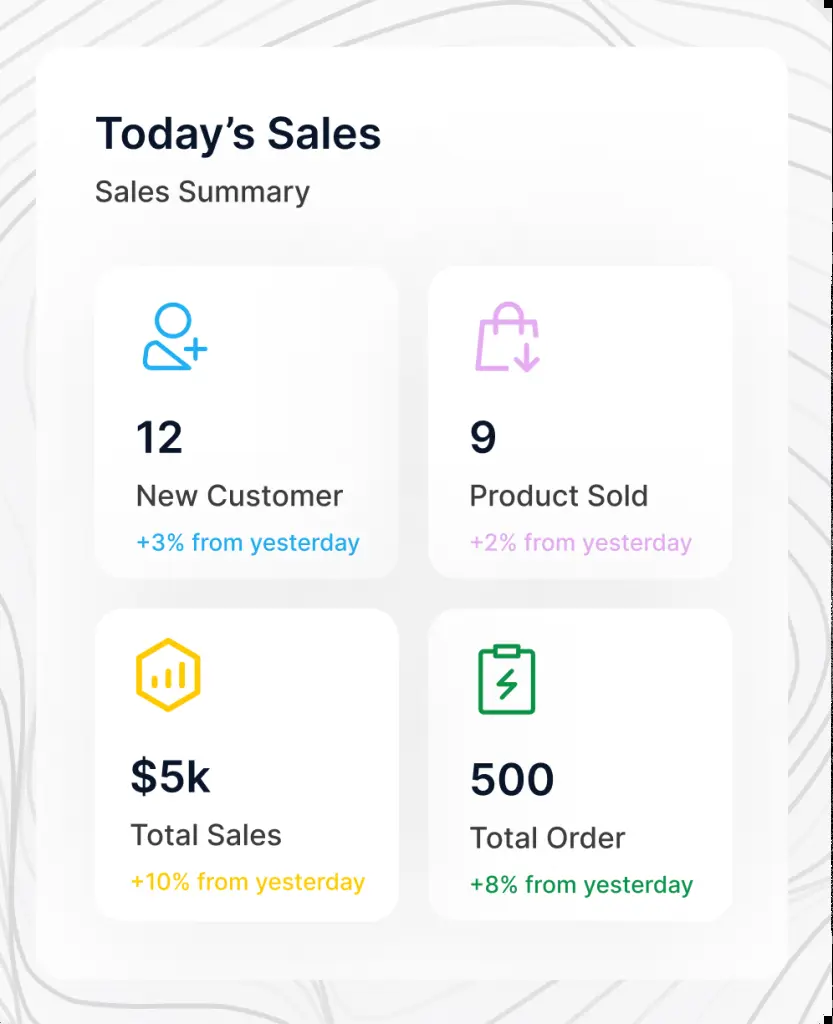 Today’s Sales
Sales Summary
12
New Customer
+3% from yesterday
9
Product Sold
+2% from yesterday
$5k
Total Sales
+10% from yesterday
500
Total Order
+8% from yesterday